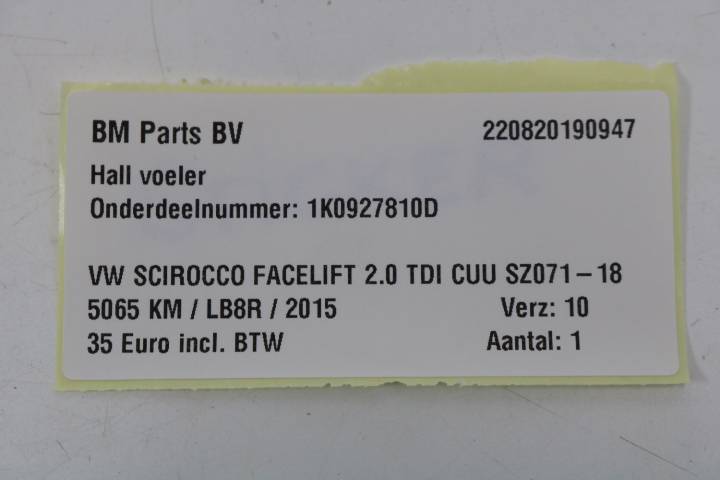 BM Parts BV 220820190947
Hall voeler
Onderdeelnummer: 1K0927810D
VW SCIROCCO FACELIFT 2.0 TDI CUU SZ071-18
5065 KM / LB8R / 2015 Verz: 10
35 Euro incl. BTW Aantal: 1